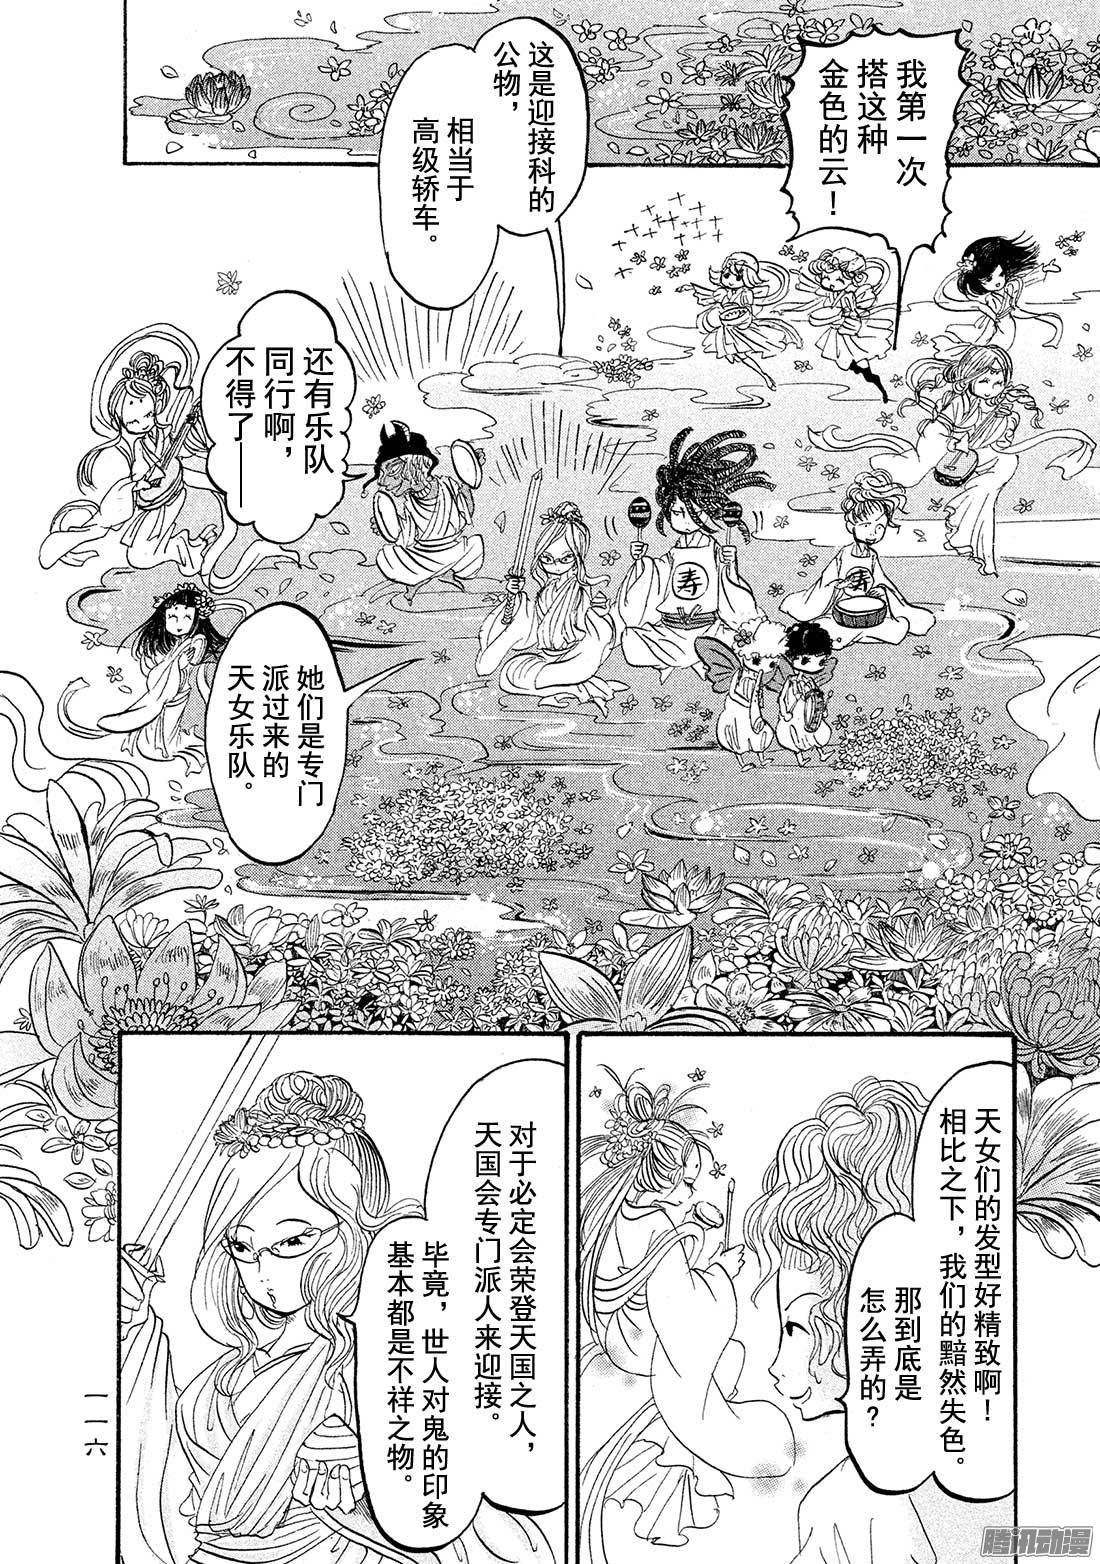 我第一次
搭这种
金色的云！
这是迎接科的
公物，
相当于
高级轿车。
还有乐队
同行啊，
不得了——
她们是专门
派过来的
天女乐队。
寿
寿
天女们的发型好精致啊！
相比之下，我们的黯然失色。
那到底是
怎么弄的？
对于必定会荣登天国之人，
天国会专门派人来迎接。
毕竟，世人对鬼的印象
基本都是不祥之物。
一一六
腾讯动漫